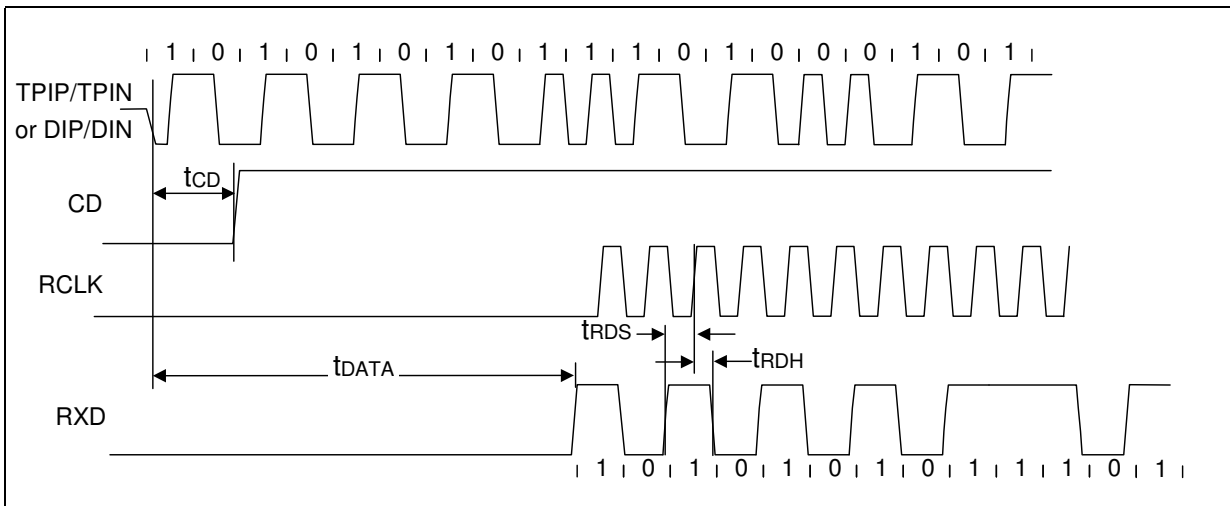 1 0 1 0 1 0 1 0 1 1 1 0 1 0 0 0 1 0 1
TPIP/TPIN
or DIP/DIN
tCD
CD
RCLK
tRDS
tRDH
tDATA
RXD
1 0 1 0 1 0 1 0 1 1 1 0 1